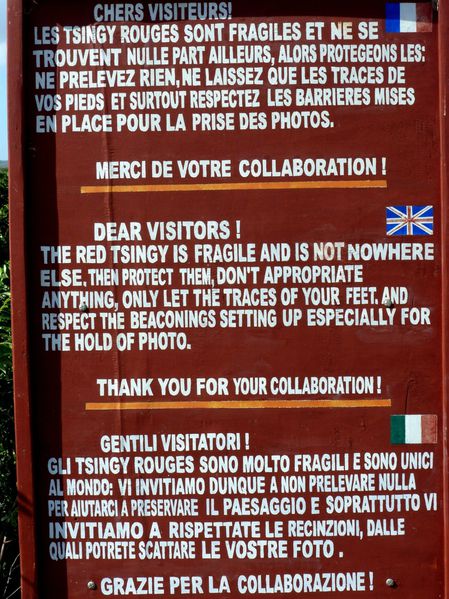 CHERS VISITEURS!
LES TSINGY ROUGES SONT FRAGILES ET NE SE
TROUVENT NULLE PART AILLEURS, ALORS PROTEGEONS LES:
NE PRELEVEZ RIEN, NE LAISSEZ QUE LES TRACES DE
VOS PIEDS ET SURTOUT RESPECTEZ LES BARRIERES MISES
EN PLACE POUR LA PRISE DES PHOTOS.
MERCI DE VOTRE COLLABORATION !
DEAR VISITORS !
THE RED TSINGY IS FRAGILE AND IS NOT NOWHERE
ELSE, THEN PROTECT THEM, DON'T APPROPRIATE
ANYTHING, ONLY LET THE TRACES OF YOUR FEET. AND
RESPECT THE BEACONINGS SETTING UP ESPECIALLY FOR
THE HOLD OF PHOTO.
THANK YOU FOR YOUR COLLABORATION !
GENTILI VISITATORI !
GLI TSINGY ROUGES SONO MOLTO FRAGILI E SONO UNICI
AL MONDO: VI INVITIAMO DUNQUE A NON PRELEVARE NULLA
PER AIUTARCI A PRESERVARE IL PAESAGGIO E SOPRATTUTTO VI
INVITIAMO A RISPETTATE LE RECINZIONI, DALLE
QUALI POTRETE SCATTARE LE VOSTRE FOTO .
GRAZIE PER LA COLLABORAZIONE !